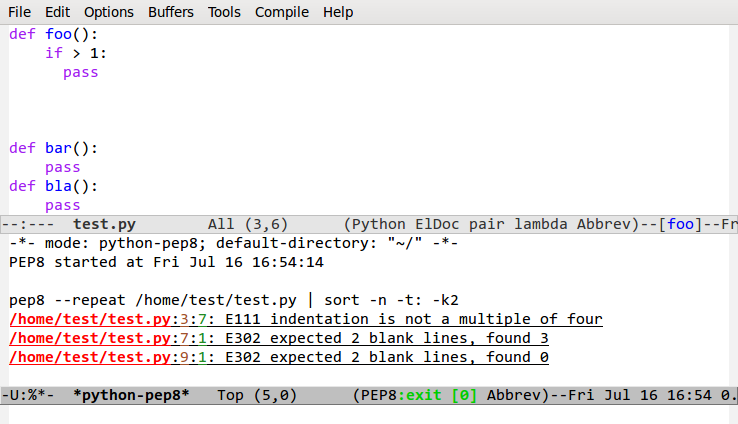 File Edit Options Buffers Tools Compile Help
def foo():
    if > 1:
      pass
def bar():
    pass
def bla():
    pass
--:---  test.py        All (3,6)      (Python ElDoc pair lambda Abbrev)--[foo]--Fr
-*- mode: python-pep8; default-directory: "~/" -*-
PEP8 started at Fri Jul 16 16:54:14
pep8 --repeat /home/test/test.py | sort -n -t: -k2
/home/test/test.py:3:7: E111 indentation is not a multiple of four
/home/test/test.py:7:1: E302 expected 2 blank lines, found 3
/home/test/test.py:9:1: E302 expected 2 blank lines, found 0
-U:%*-  *python-pep8*   Top (5,0)      (PEP8:exit [0] Abbrev)--Fri Jul 16 16:54 0.